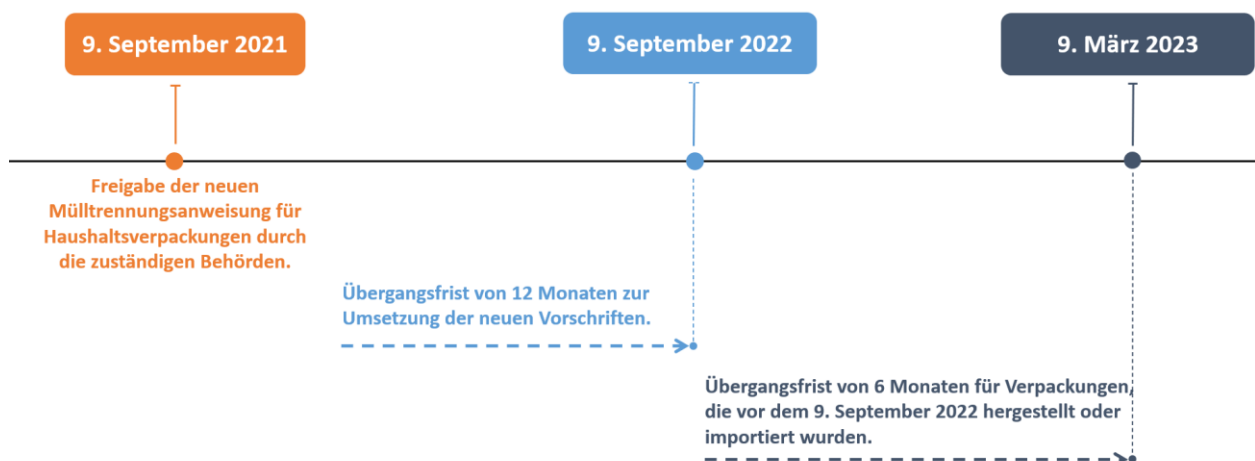 9. September 2021
9. September 2022
9. März 2023
Freigabe der neuen
Mülltrennungsanweisung für
Haushaltsverpackungen durch
die zuständigen Behörden.
Übergangsfrist von 12 Monaten zur
Umsetzung der neuen Vorschriften.
Übergangsfrist von 6 Monaten für Verpackungen,
die vor dem 9. September 2022 hergestellt oder
importiert wurden.